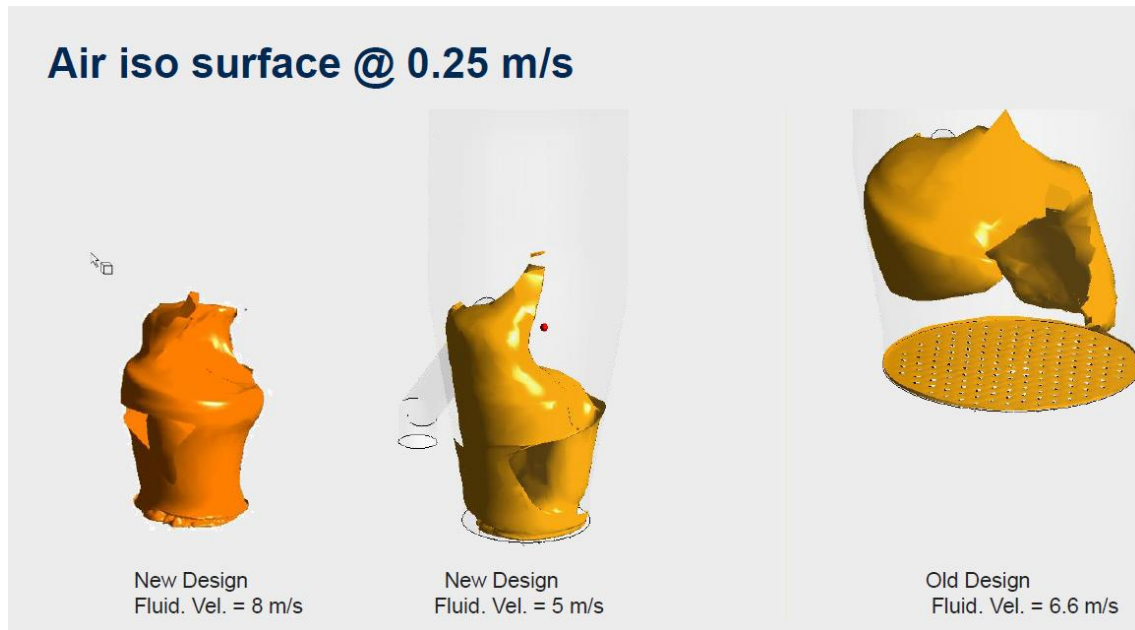 Air iso surface @ 0.25 m/s
New Design
Fluid. Vel. = 8 m/s
New Design
Fluid. Vel. = 5 m/s
Old Design
Fluid. Vel. = 6.6 m/s